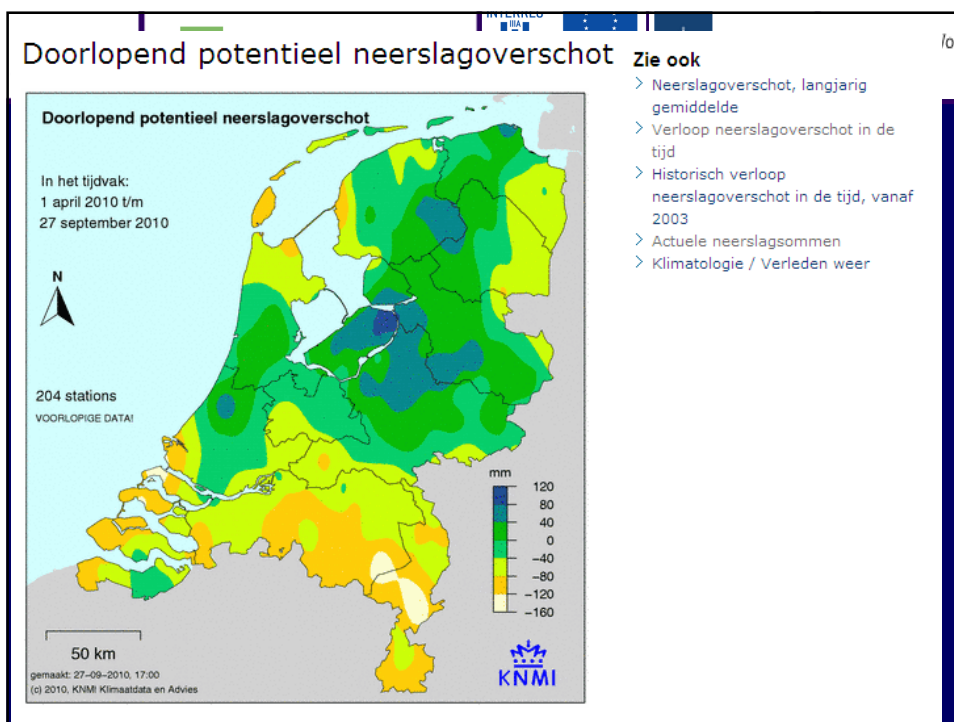 INTERREG
IIIA
Doorlopend potentieel neerslagoverschot
Zie ook
Neerslagoverschot, langjarig
gemiddelde
Verloop neerslagoverschot in de
tijd
Historisch verloop
neerslagoverschot in de tijd, vanaf
2003
Actuele neerslagsommen
Klimatologie / Verleden weer
Doorlopend potentieel neerslagoverschot
In het tijdvak:
1 april 2010 t/m
27 september 2010
N
204 stations
VOORLOPIGE DATA!
mm
120
80
40
0
−40
−80
−120
−160
50 km
KNMI
gemaakt: 27−09−2010, 17:00
(c) 2010, KNMI Klimaatdata en Advies